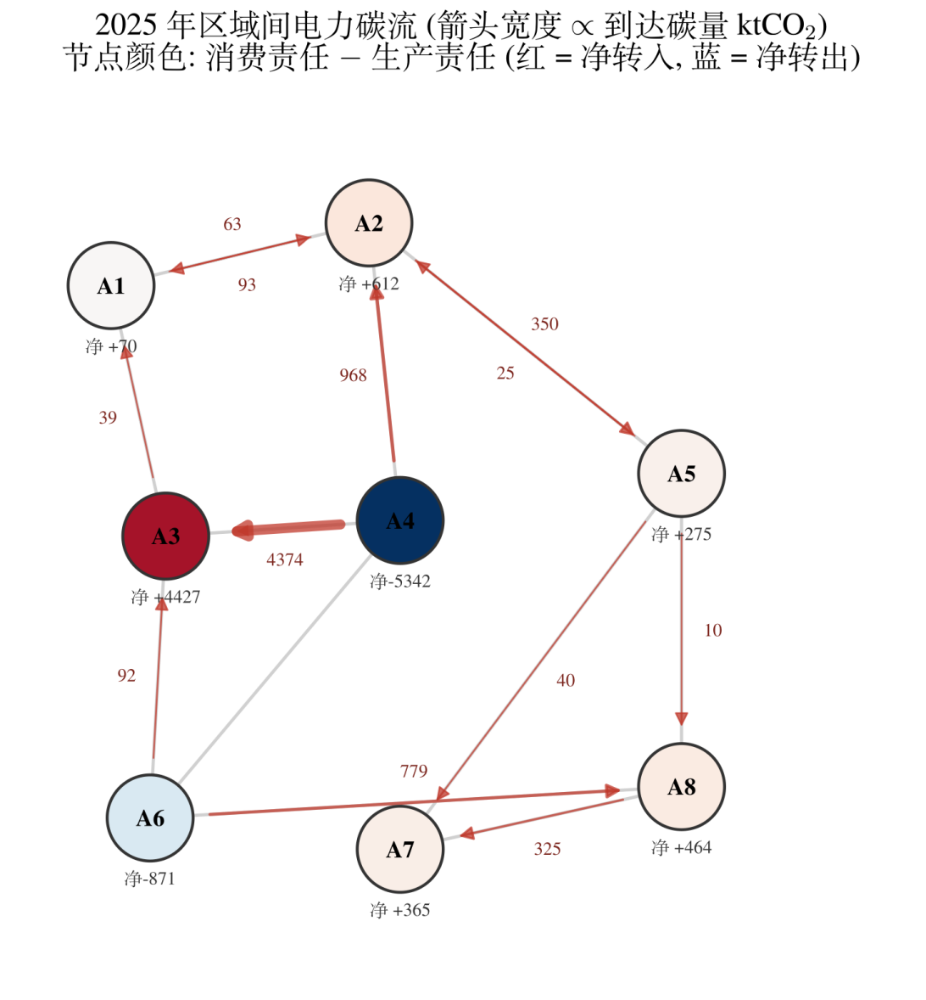 2025 年区域间电力碳流 (箭头宽度 ∝ 到达碳量 ktCO₂)
节点颜色: 消费责任 − 生产责任 (红 = 净转入, 蓝 = 净转出)
A2
63
A1
93
净 +612
350
净 +70
25
968
39
A5
A4
净 +275
A3
4374
净-5342
净 +4427
10
92
40
779
A8
A6
A7
325
净 +464
净-871
净 +365